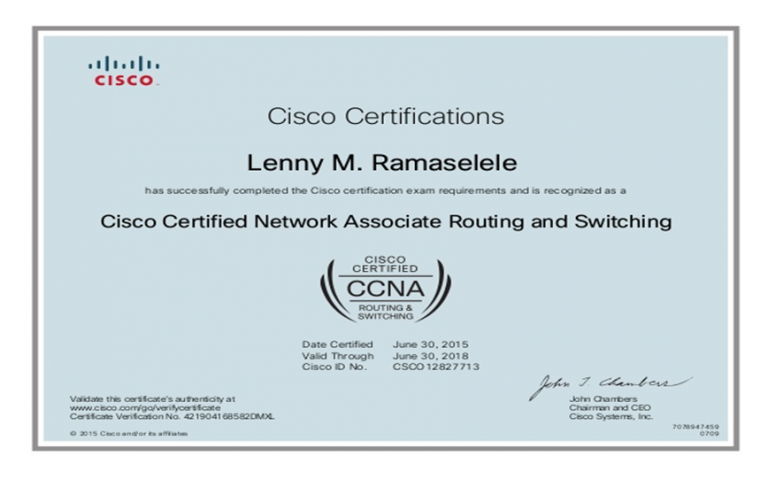 CISCO
Cisco Certifications
Lenny M. Ramaselele
has successfully completed the Cisco certification exam requirements and is recognized as a
Cisco Certified Network Associate Routing and Switching
CISCO
CERTIFIED
CCNA
ROUTING &
SWITCHING
Date Certified June 30, 2015
Valid Through June 30, 2018
Cisco ID No. CSCO12827713
John T. Chambers
John Chambers
Chairman and CEO
Cisco Systems, Inc.
Validate this certificate's authenticity at
www.cisco.com/go/verifycertificate
Certificate Verification No. 421904168582DMXL
© 2015 Cisco and/or its affiliates
7078947459
0709